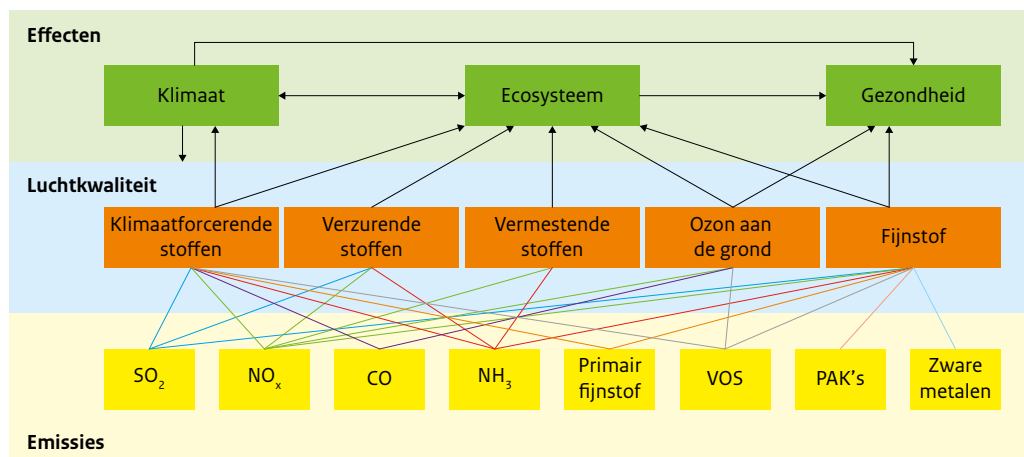 Effecten
Klimaat
Ecosysteem
Gezondheid
Luchtkwaliteit
Klimaatforcerende
stoffen
Verzurende
stoffen
Vermestende
stoffen
Ozon aan
de grond
Fijnstof
SO₂
NOₓ
CO
NH₃
Primair
fijnstof
VOS
PAK's
Zware
metalen
Emissies